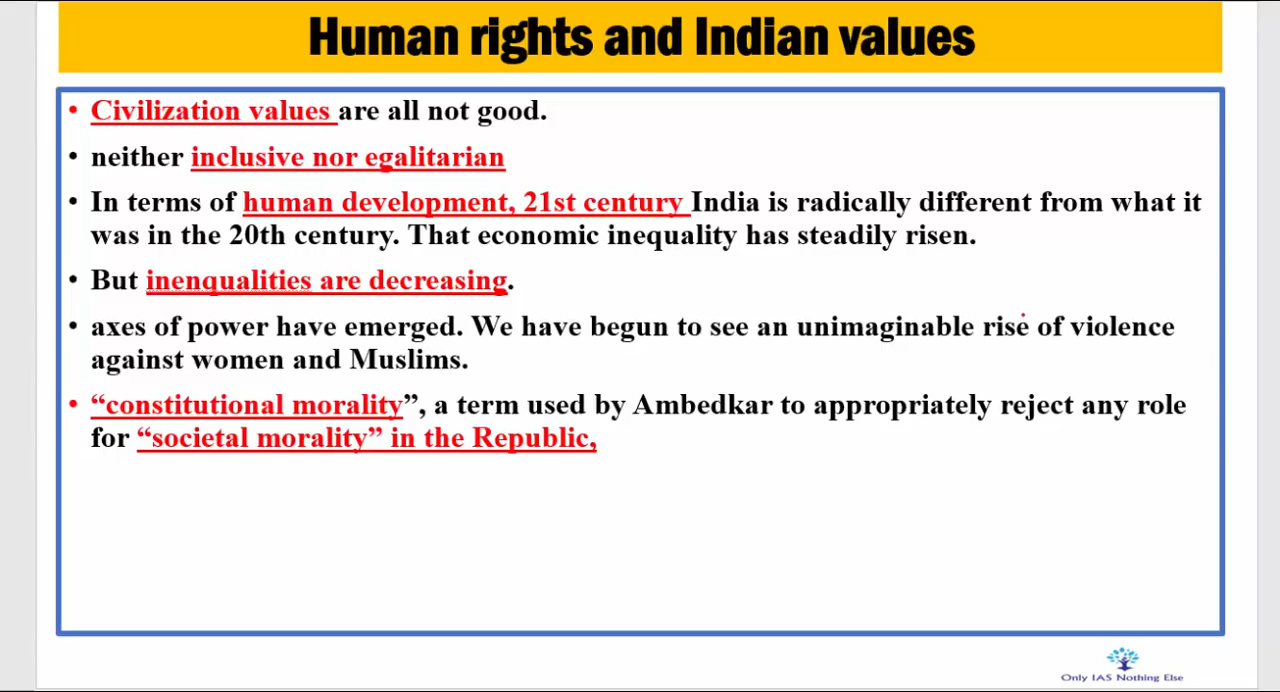 Human rights and Indian values
• Civilization values are all not good.
• neither inclusive nor egalitarian
• In terms of human development, 21st century India is radically different from what it
was in the 20th century. That economic inequality has steadily risen.
• But inenqualities are decreasing.
• axes of power have emerged. We have begun to see an unimaginable rise of violence
against women and Muslims.
• “constitutional morality”, a term used by Ambedkar to appropriately reject any role
for “societal morality” in the Republic,
Only IAS Nothing Else